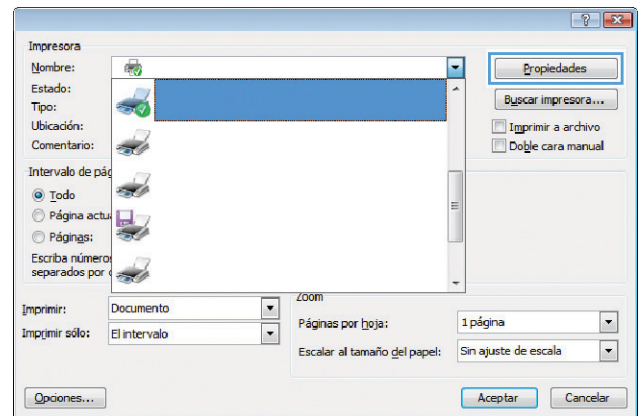 Impresora
Nombre:
Propiedades
Estado:
Tipo:
Buscar impresora...
Ubicación:
Imprimir a archivo
Comentario:
Doble cara manual
Intervalo de pág
Todo
Página actu
Páginas:
Escriba números
separados por
Imprimir:
Documento
Imprimir sólo:
El intervalo
Zoom
Páginas por hoja:
1 página
Escalar al tamaño del papel:
Sin ajuste de escala
Opciones...
Aceptar
Cancelar